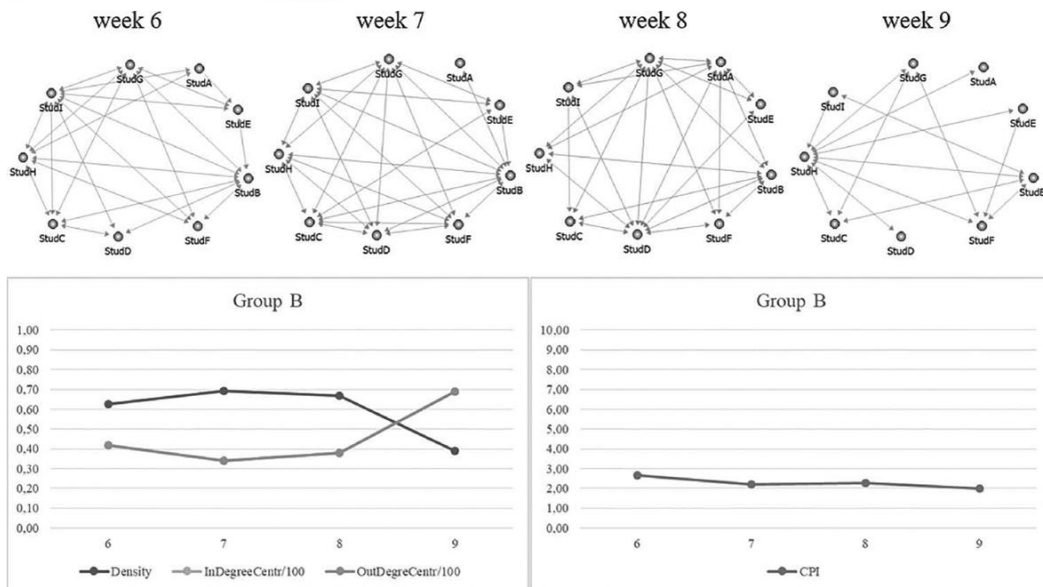 week 6
week 7
week 8
week 9
StudG
StudA
StudI
StudE
StudH
StudB
StudC
StudD
StudF
StudG
StudA
StudI
StudE
StudH
StudB
StudC
StudD
StudF
StudG
StudA
StudI
StudE
StudH
StudB
StudC
StudD
StudF
StudG
StudA
StudI
StudE
StudH
StudB
StudC
StudD
StudF
Group B
1,00
0,90
0,80
0,70
0,60
0,50
0,40
0,30
0,20
0,10
0,00
6 7 8 9
Density InDegreeCentr/100 OutDegreCentr/100
Group B
10,00
9,00
8,00
7,00
6,00
5,00
4,00
3,00
2,00
1,00
0,00
6 7 8 9
CPI